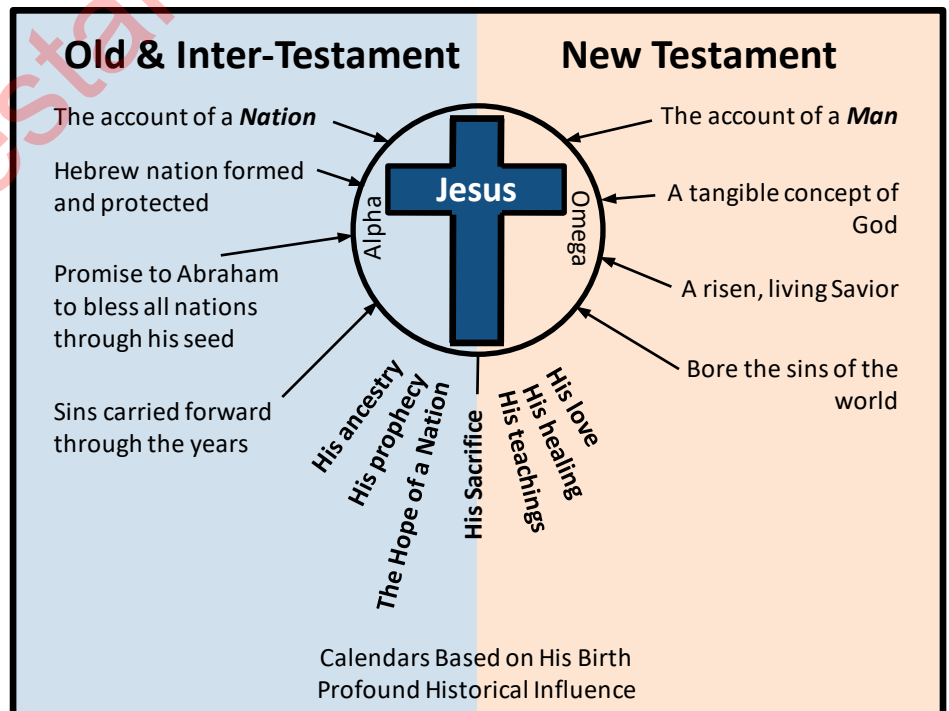 Old & Inter-Testament
New Testament
The account of a Nation
Hebrew nation formed
and protected
Promise to Abraham
to bless all nations
through his seed
Sins carried forward
through the years
Alpha
Jesus
Omega
The account of a Man
A tangible concept of
God
A risen, living Savior
Bore the sins of the
world
His ancestry
His prophecy
The Hope of a Nation
His Sacrifice
His teachings
His healing
His love
Calendars Based on His Birth
Profound Historical Influence